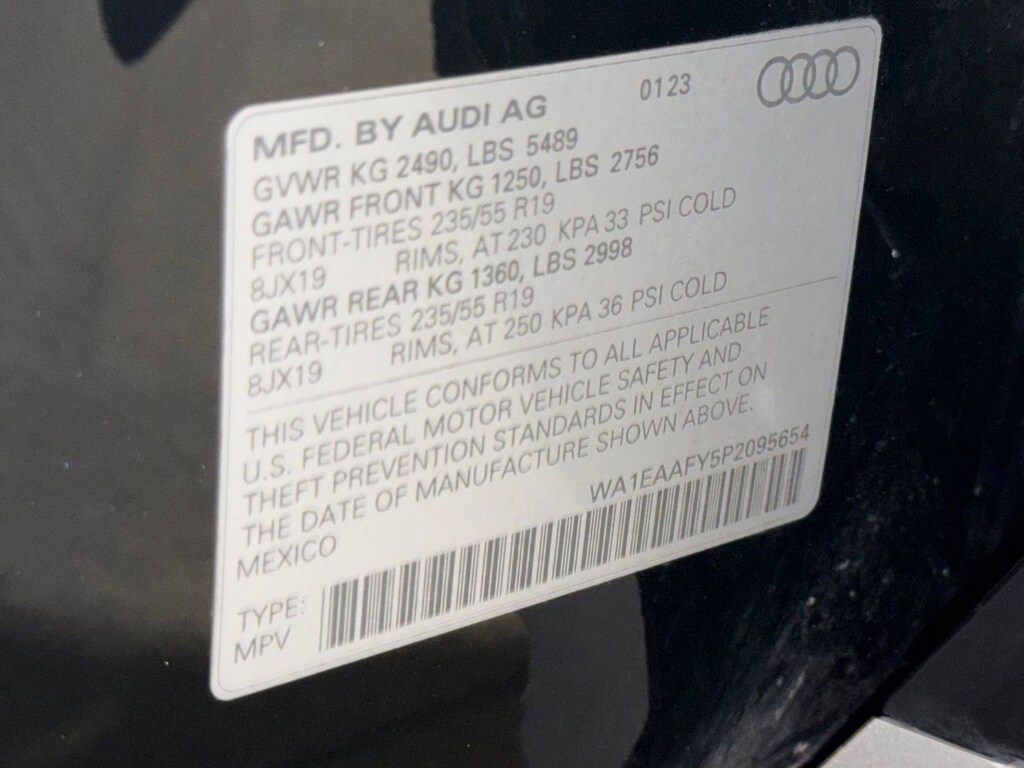 MFD. BY AUDI AG 0123
GVWR KG 2490, LBS 5489
GAWR FRONT KG 1250, LBS 2756
FRONT-TIRES 235/55 R19
8JX19 RIMS, AT 230 KPA 33 PSI COLD
GAWR REAR KG 1360, LBS 2998
REAR-TIRES 235/55 R19
8JX19 RIMS, AT 250 KPA 36 PSI COLD
THIS VEHICLE CONFORMS TO ALL APPLICABLE
U.S. FEDERAL MOTOR VEHICLE SAFETY AND
THEFT PREVENTION STANDARDS IN EFFECT ON
THE DATE OF MANUFACTURE SHOWN ABOVE.
MEXICO WA1EAAFY5P2095654
TYPE:
MPV